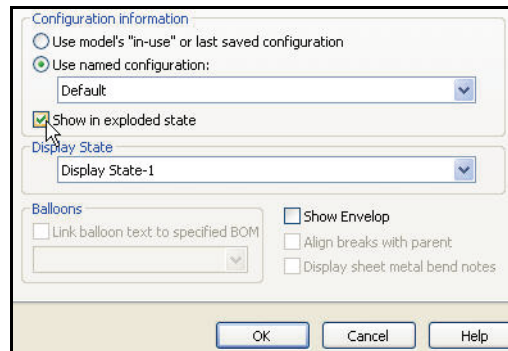 Configuration information
Use model's "in-use" or last saved configuration
Use named configuration:
Default
Show in exploded state
Display State
Display State-1
Balloons
Link balloon text to specified BOM
Show Envelop
Align breaks with parent
Display sheet metal bend notes
OK
Cancel
Help